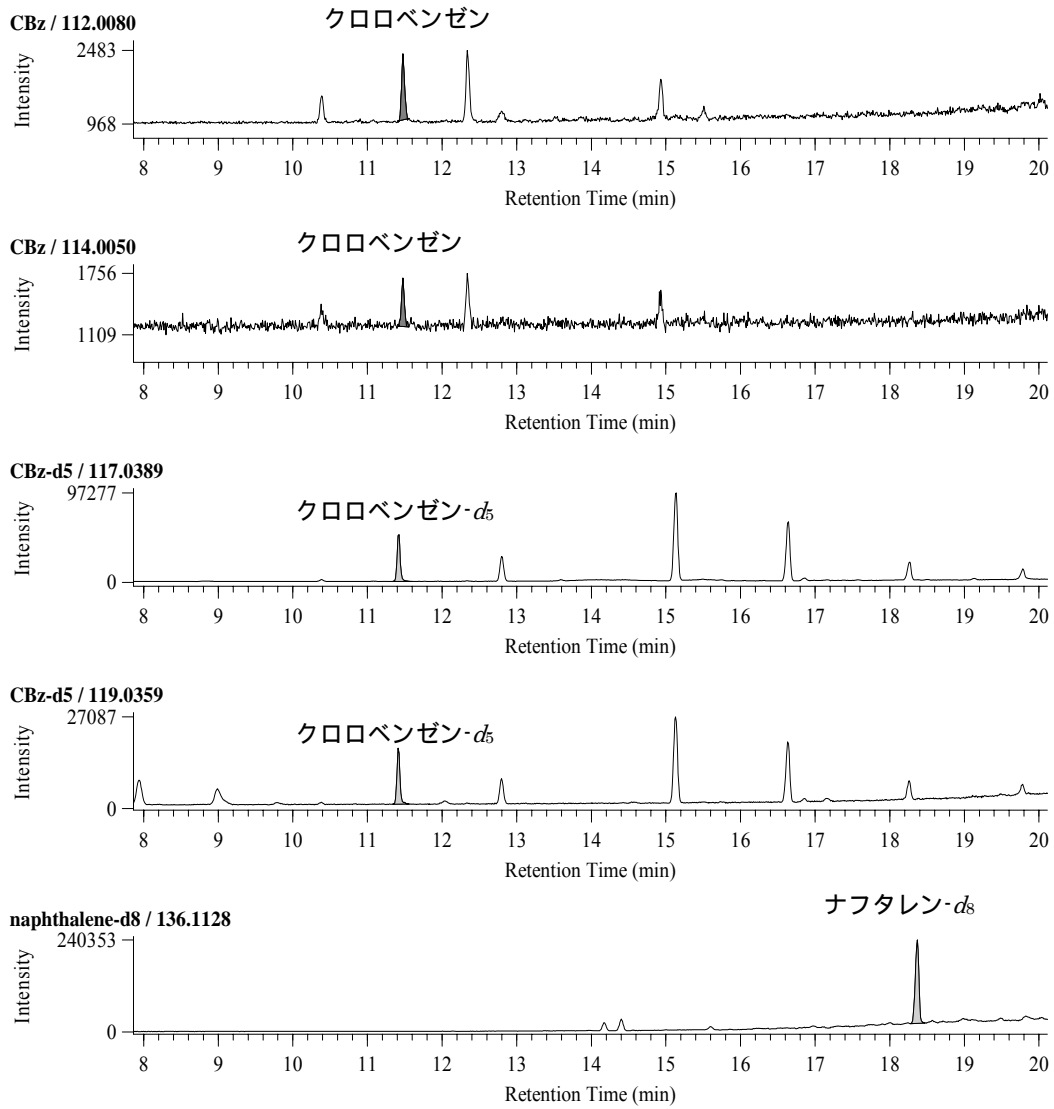 クロロベンゼン
CBz / 112.0080
2483
968
Intensity
8 9 10 11 12 13 14 15 16 17 18 19 20
Retention Time (min)
クロロベンゼン
CBz / 114.0050
1756
1109
Intensity
8 9 10 11 12 13 14 15 16 17 18 19 20
Retention Time (min)
CBz-d5 / 117.0389
97277
クロロベンゼン-d5
0
Intensity
8 9 10 11 12 13 14 15 16 17 18 19 20
Retention Time (min)
CBz-d5 / 119.0359
27087
クロロベンゼン-d5
0
Intensity
8 9 10 11 12 13 14 15 16 17 18 19 20
Retention Time (min)
ナフタレン-d8
naphthalene-d8 / 136.1128
240353
0
Intensity
8 9 10 11 12 13 14 15 16 17 18 19 20
Retention Time (min)